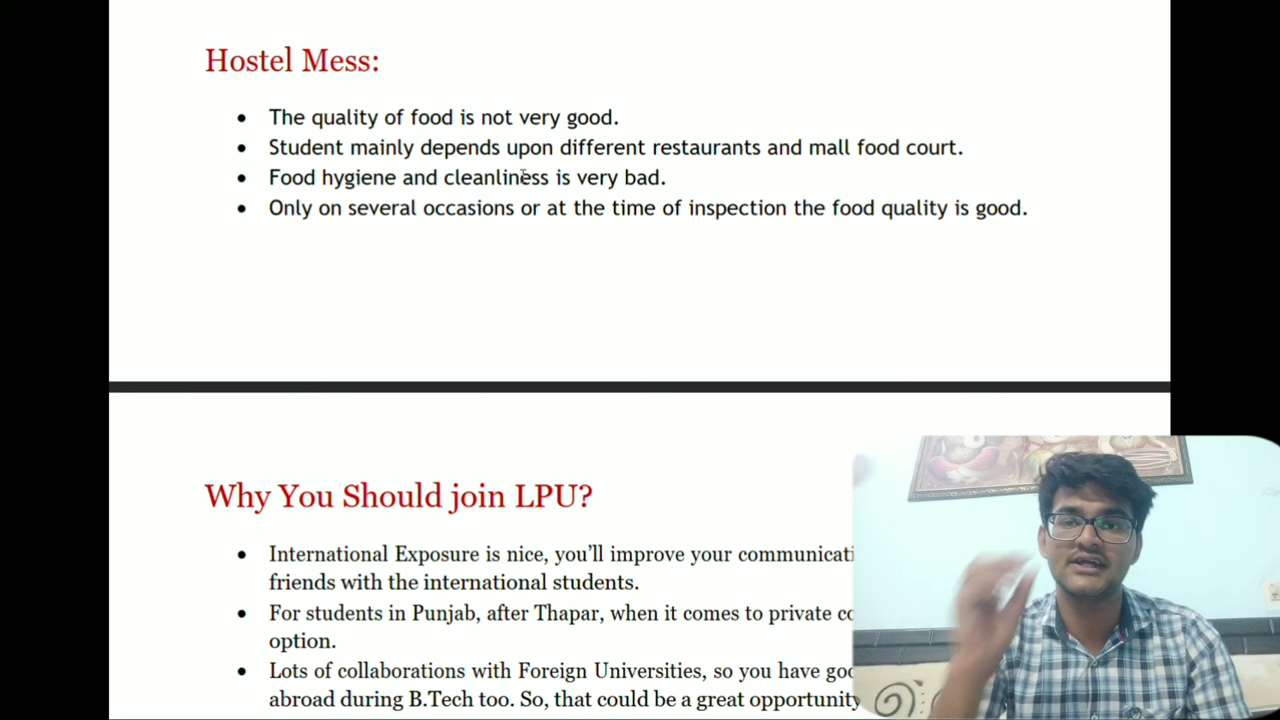 Hostel Mess:
• The quality of food is not very good.
• Student mainly depends upon different restaurants and mall food court.
• Food hygiene and cleanliness is very bad.
• Only on several occasions or at the time of inspection the food quality is good.
Why You Should join LPU?
• International Exposure is nice, you’ll improve your
friends with the international students.
• For students in Punjab, after Thapar, when it comes to private
option.
• Lots of collaborations with Foreign Universities, so you have
abroad during B.Tech too. So, that could be a great opportunity